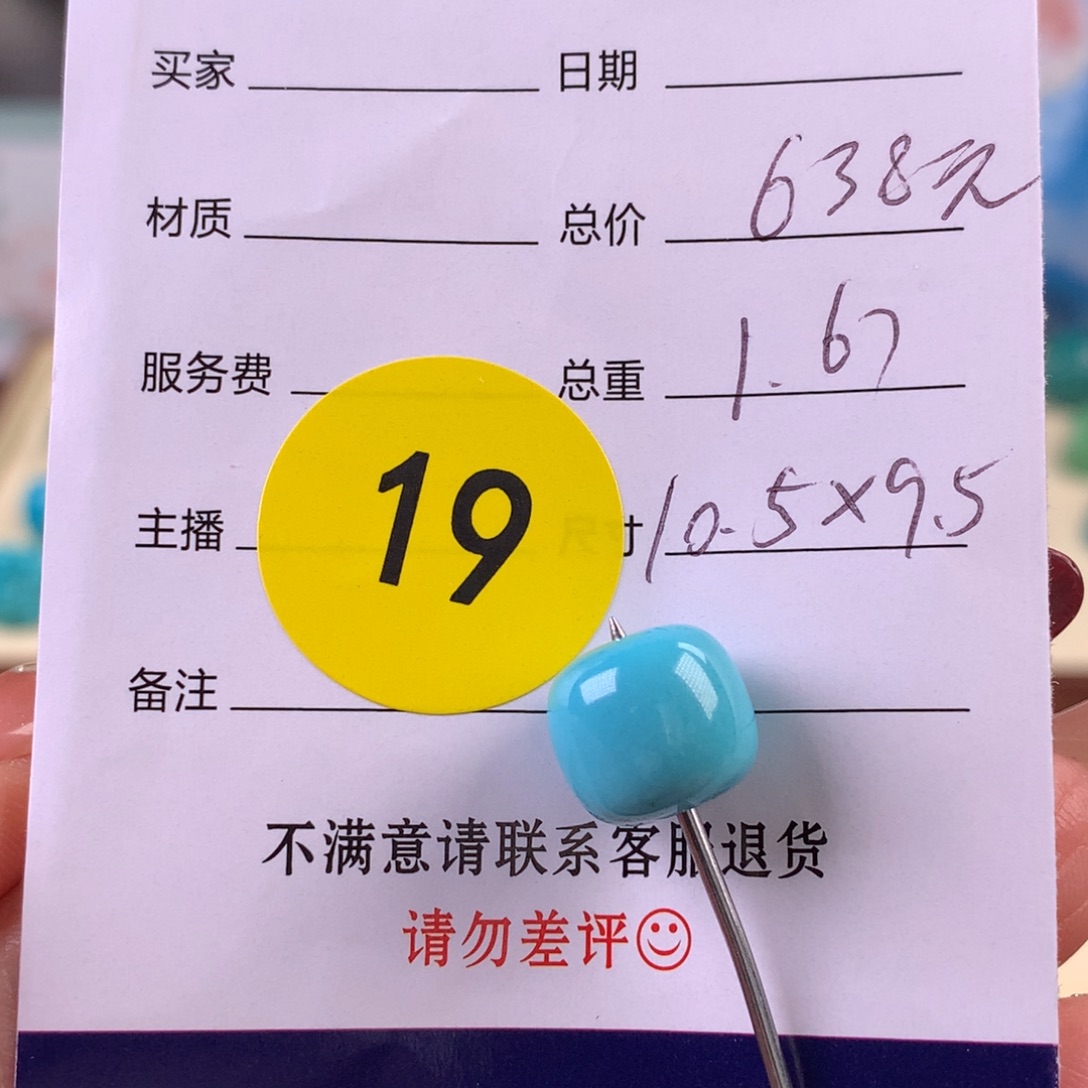 买家 日期
材质 总价 638元
服务费 总重 1.67
主播 19 尺寸 10.5×9.5
备注
不满意请联系客服退货
请勿差评